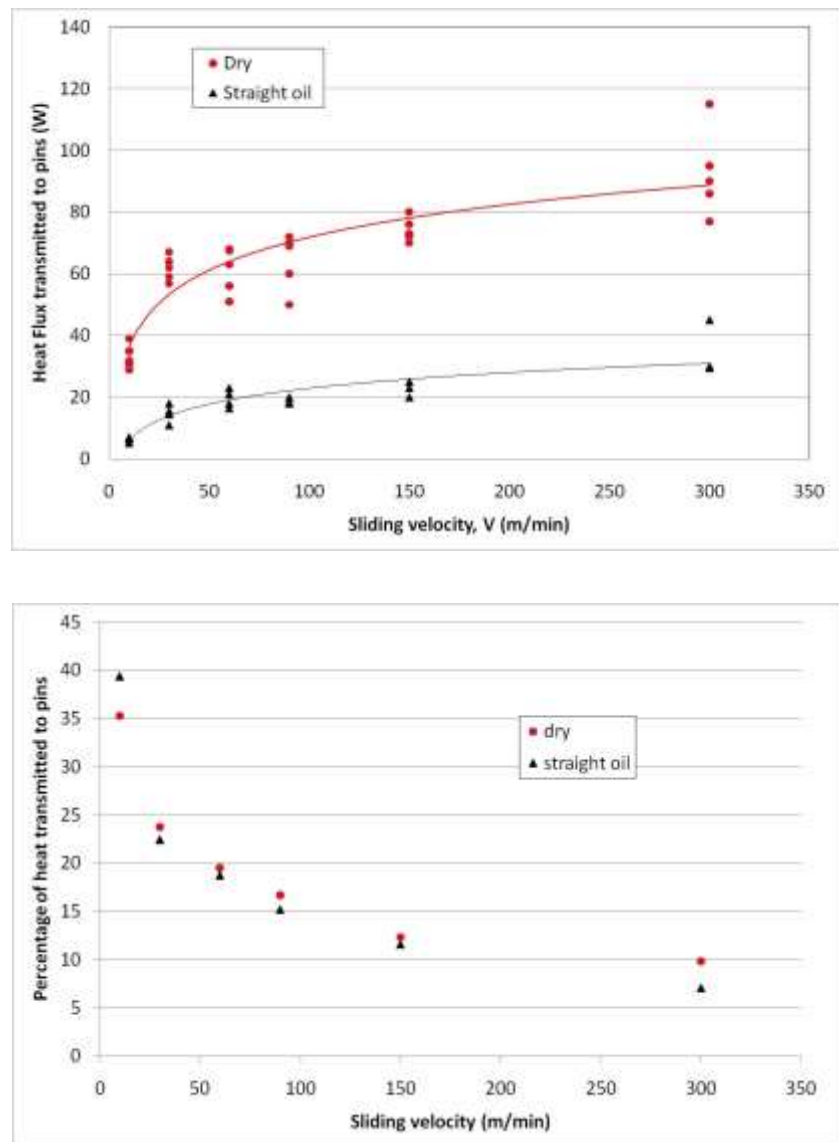 140
120
100
80
60
40
20
0
Heat Flux transmitted to pins (W)
Dry
Straight oil
0 50 100 150 200 250 300 350
Sliding velocity, V (m/min)
45
40
35
30
25
20
15
10
5
0
Percentage of heat transmitted to pins
dry
straight oil
0 50 100 150 200 250 300 350
Sliding velocity (m/min)